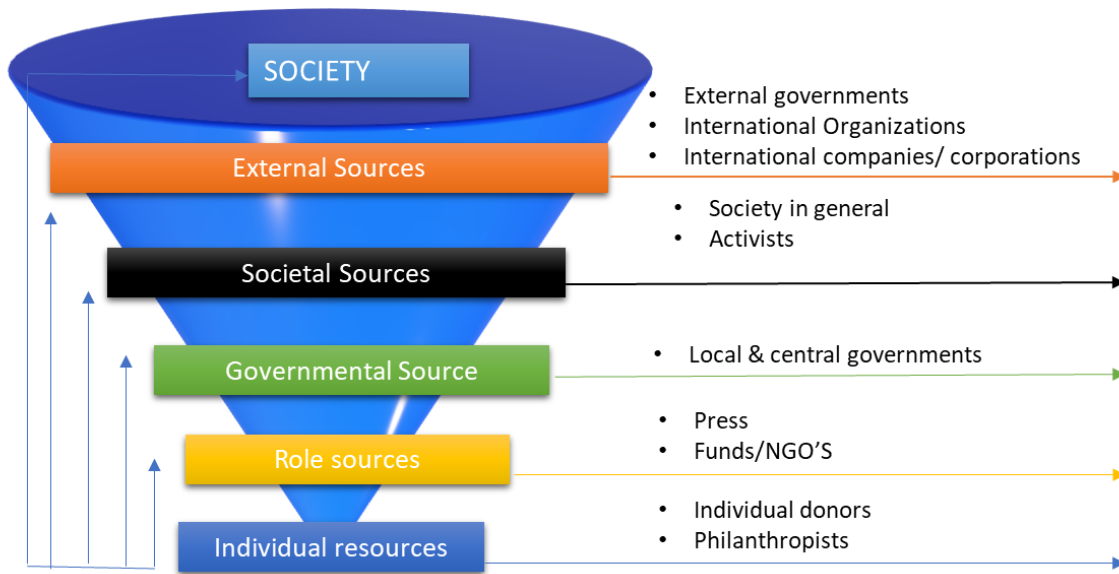 SOCIETY
• External governments
• International Organizations
• International companies/ corporations
External Sources
• Society in general
• Activists
Societal Sources
• Local & central governments
Governmental Source
• Press
• Funds/NGO’S
Role sources
• Individual donors
• Philanthropists
Individual resources